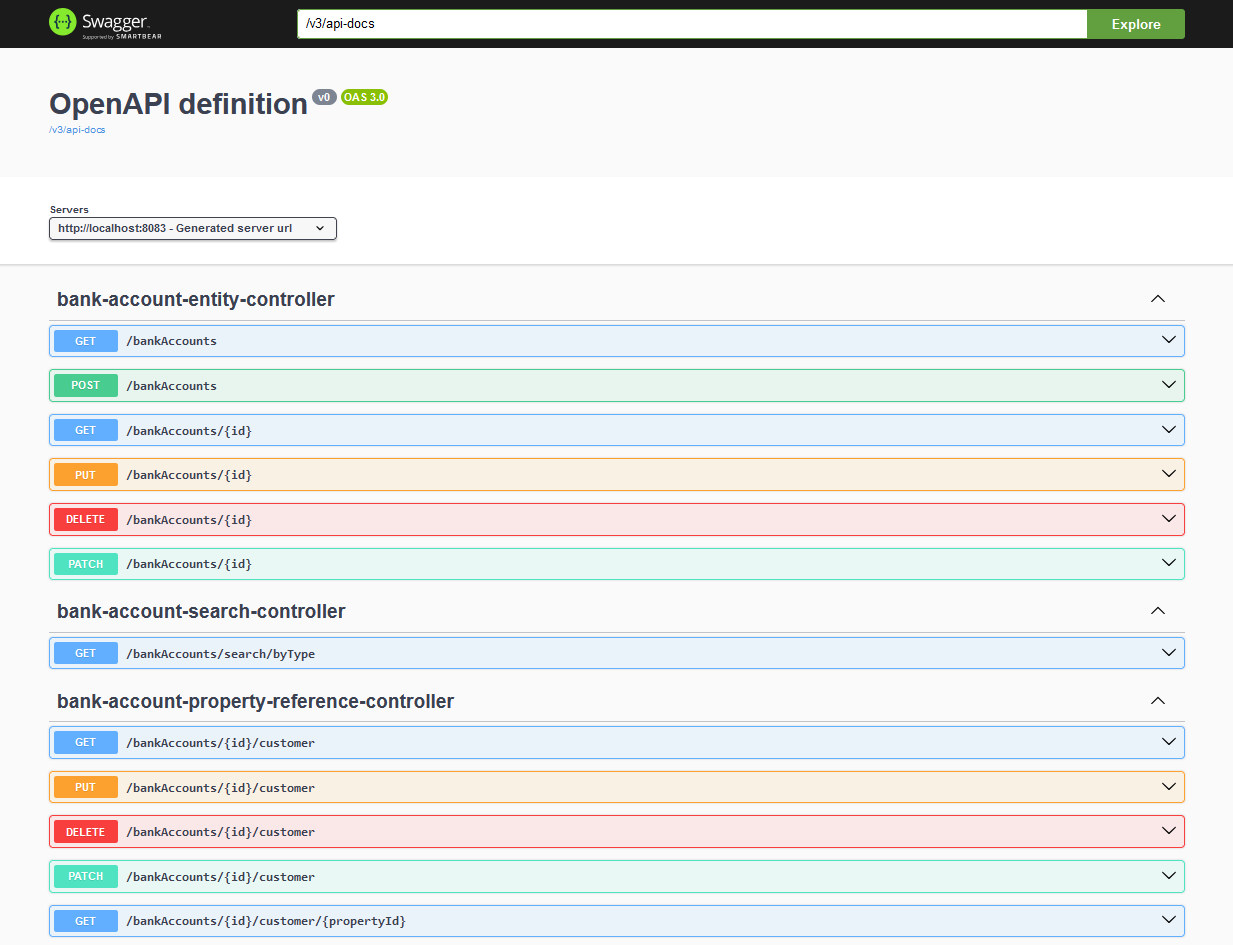 Swagger
Supported by SMARTBEAR
/v3/api-docs
Explore
OpenAPI definition v0 OAS 3.0
/v3/api-docs
Servers
http://localhost:8083 - Generated server url
bank-account-entity-controller
GET /bankAccounts
POST /bankAccounts
GET /bankAccounts/{id}
PUT /bankAccounts/{id}
DELETE /bankAccounts/{id}
PATCH /bankAccounts/{id}
bank-account-search-controller
GET /bankAccounts/search/byType
bank-account-property-reference-controller
GET /bankAccounts/{id}/customer
PUT /bankAccounts/{id}/customer
DELETE /bankAccounts/{id}/customer
PATCH /bankAccounts/{id}/customer
GET /bankAccounts/{id}/customer/{propertyId}